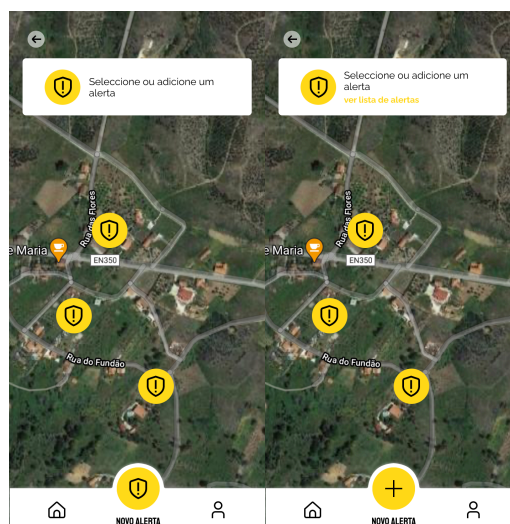 Seleccione ou adicione um
alerta
Rua das Flores
e Maria
EN350
Rua do Fundão
NOVO ALERTA
Seleccione ou adicione um
alerta
ver lista de alertas
Rua das Flores
e Maria
EN350
Rua do Fundão
NOVO ALERTA